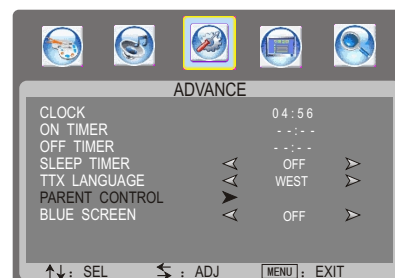 ADVANCE
CLOCK 04:56
ON TIMER --:--
OFF TIMER --:--
SLEEP TIMER OFF
TTX LANGUAGE WEST
PARENT CONTROL
BLUE SCREEN OFF
: SEL : ADJ MENU : EXIT